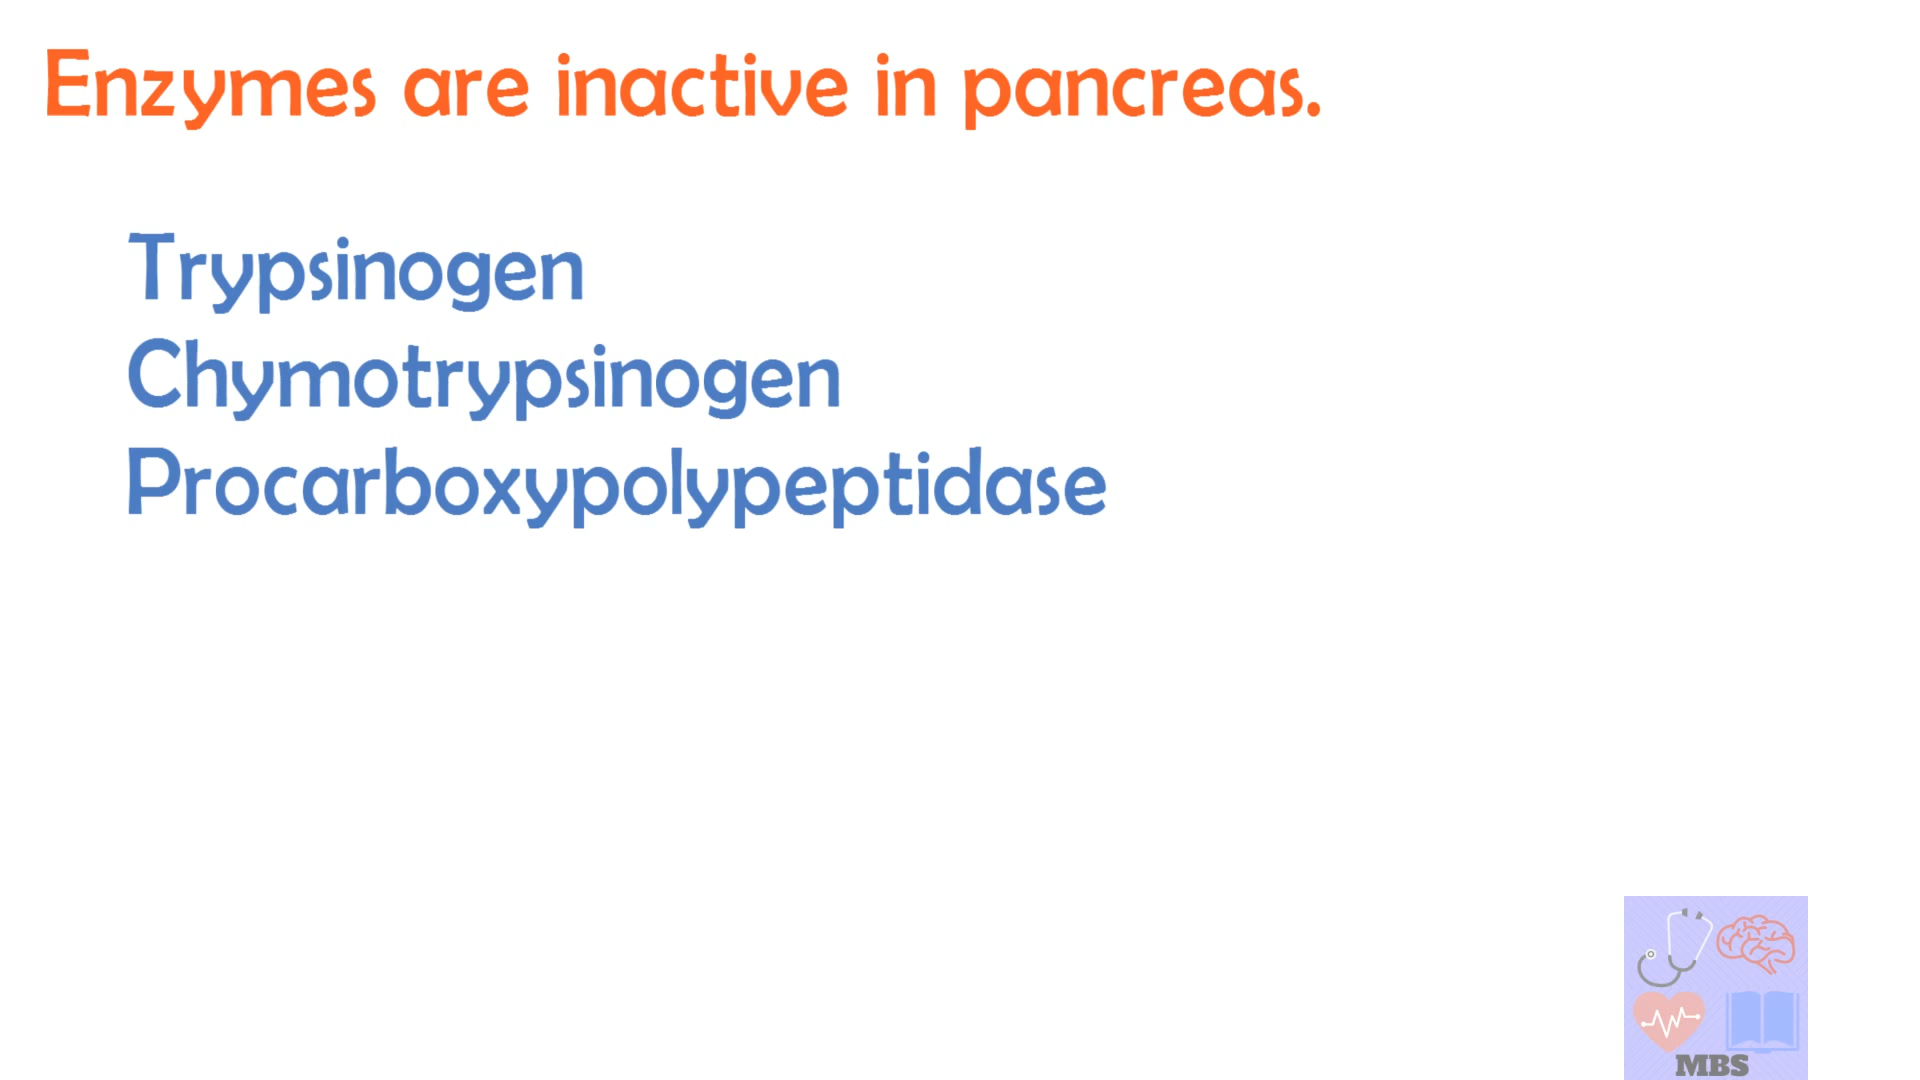 Enzymes are inactive in pancreas.
Trypsinogen
Chymotrypsinogen
Procarboxypolypeptidase
MBS